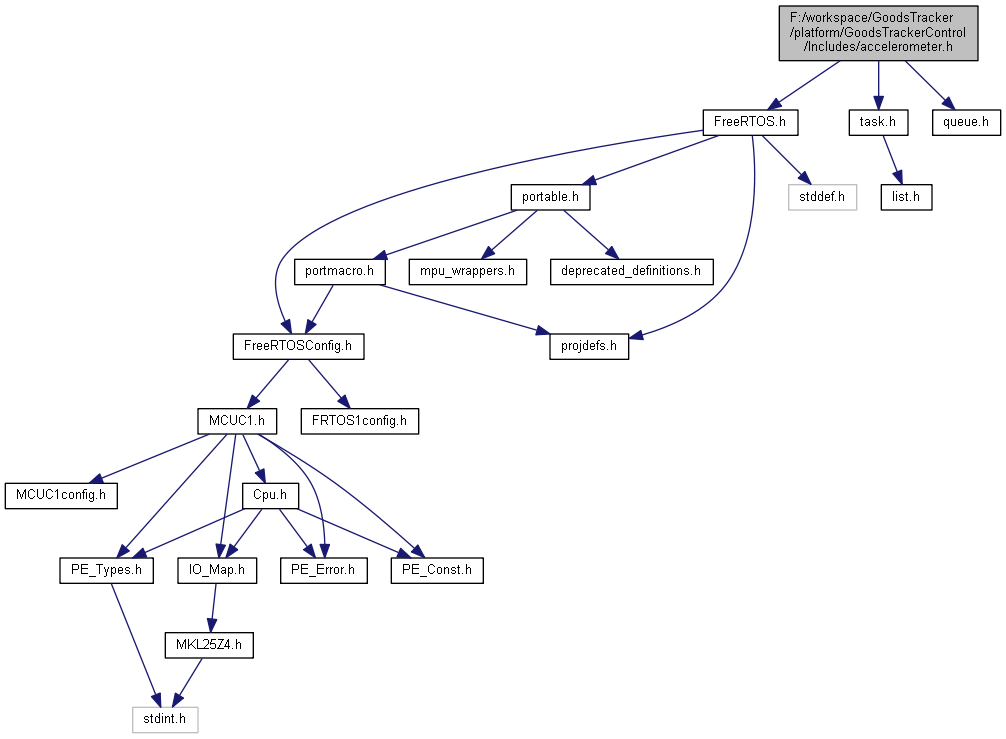 F:/workspace/GoodsTracker
/platform/GoodsTrackerControl
/Includes/accelerometer.h
FreeRTOS.h
task.h
queue.h
portable.h
stddef.h
list.h
portmacro.h
mpu_wrappers.h
deprecated_definitions.h
FreeRTOSConfig.h
projdefs.h
MCUC1.h
FRTOS1config.h
MCUC1config.h
Cpu.h
PE_Types.h
IO_Map.h
PE_Error.h
PE_Const.h
MKL25Z4.h
stdint.h